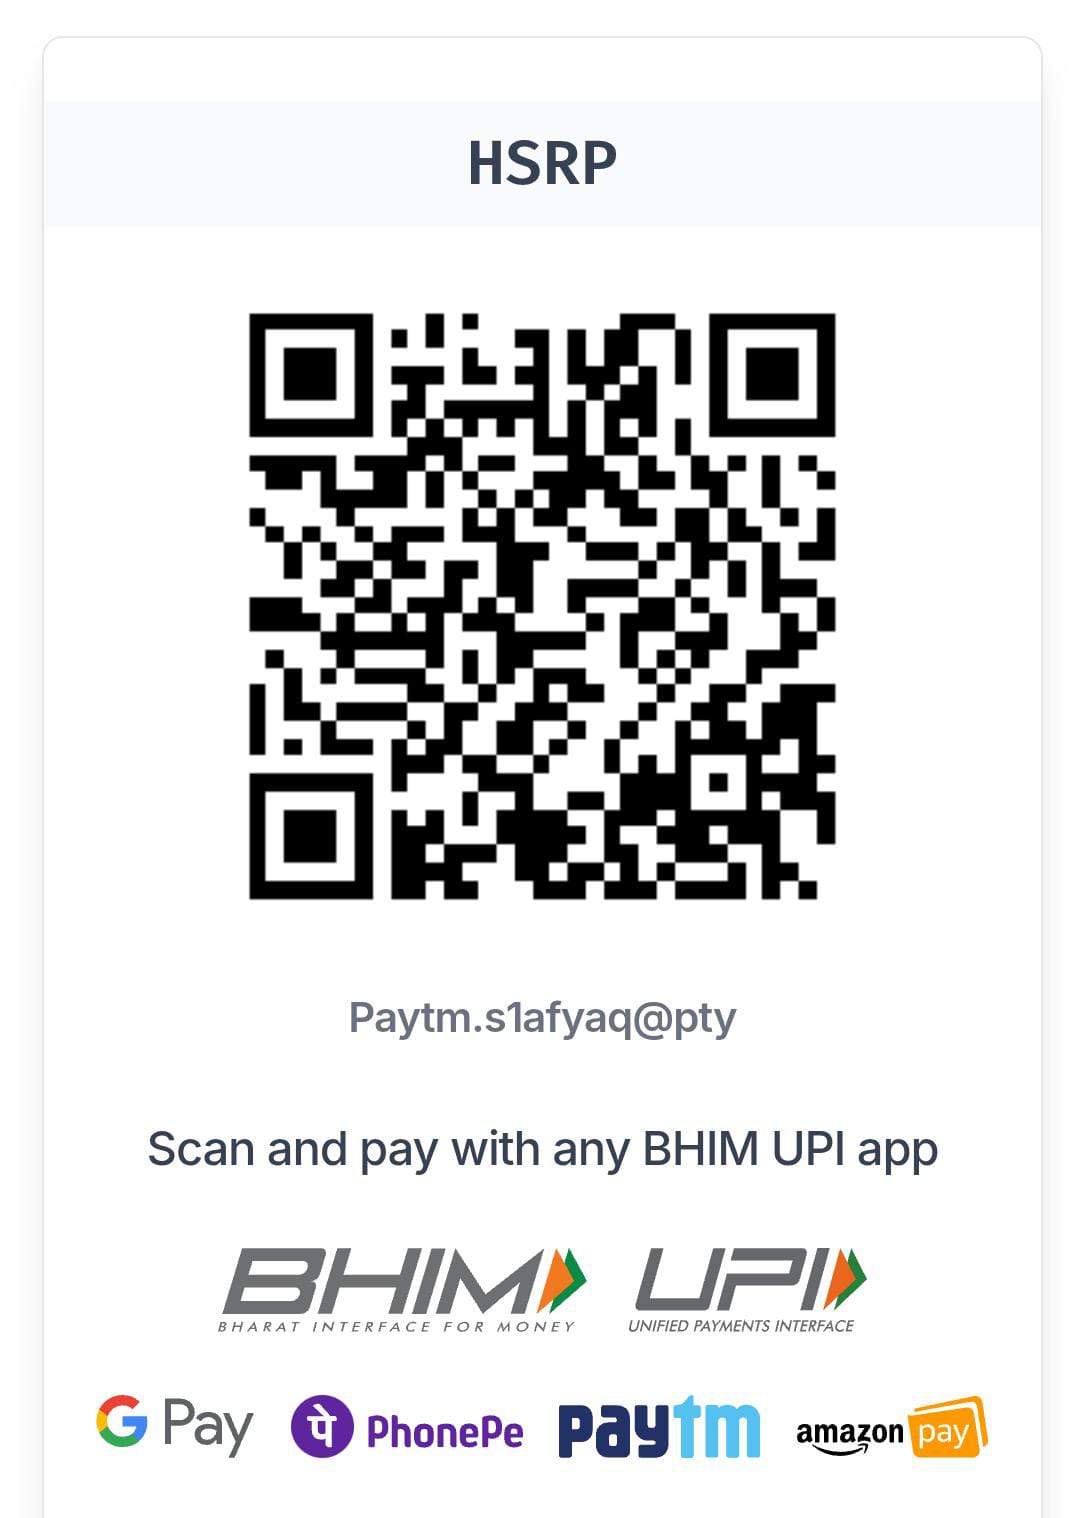 HSRP
Paytm.s1afyaq@pty
Scan and pay with any BHIM UPI app
BHIM UPI
BHARAT INTERFACE FOR MONEY UNIFIED PAYMENTS INTERFACE
G Pay पे PhonePe paytm amazon pay